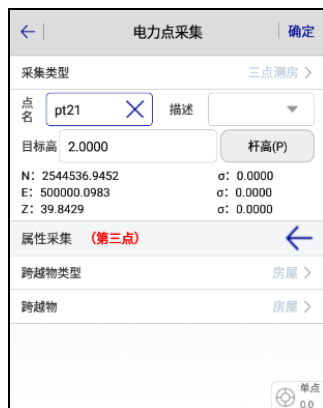 电力点采集 确定
采集类型 三点测房
点名 pt21 描述
目标高 2.0000 杆高(P)
N: 2544536.9452 σ: 0.0000
E: 500000.0983 σ: 0.0000
Z: 39.8429 σ: 0.0000
属性采集 (第三点)
跨越物类型 房屋
跨越物 房屋
单点
0.0